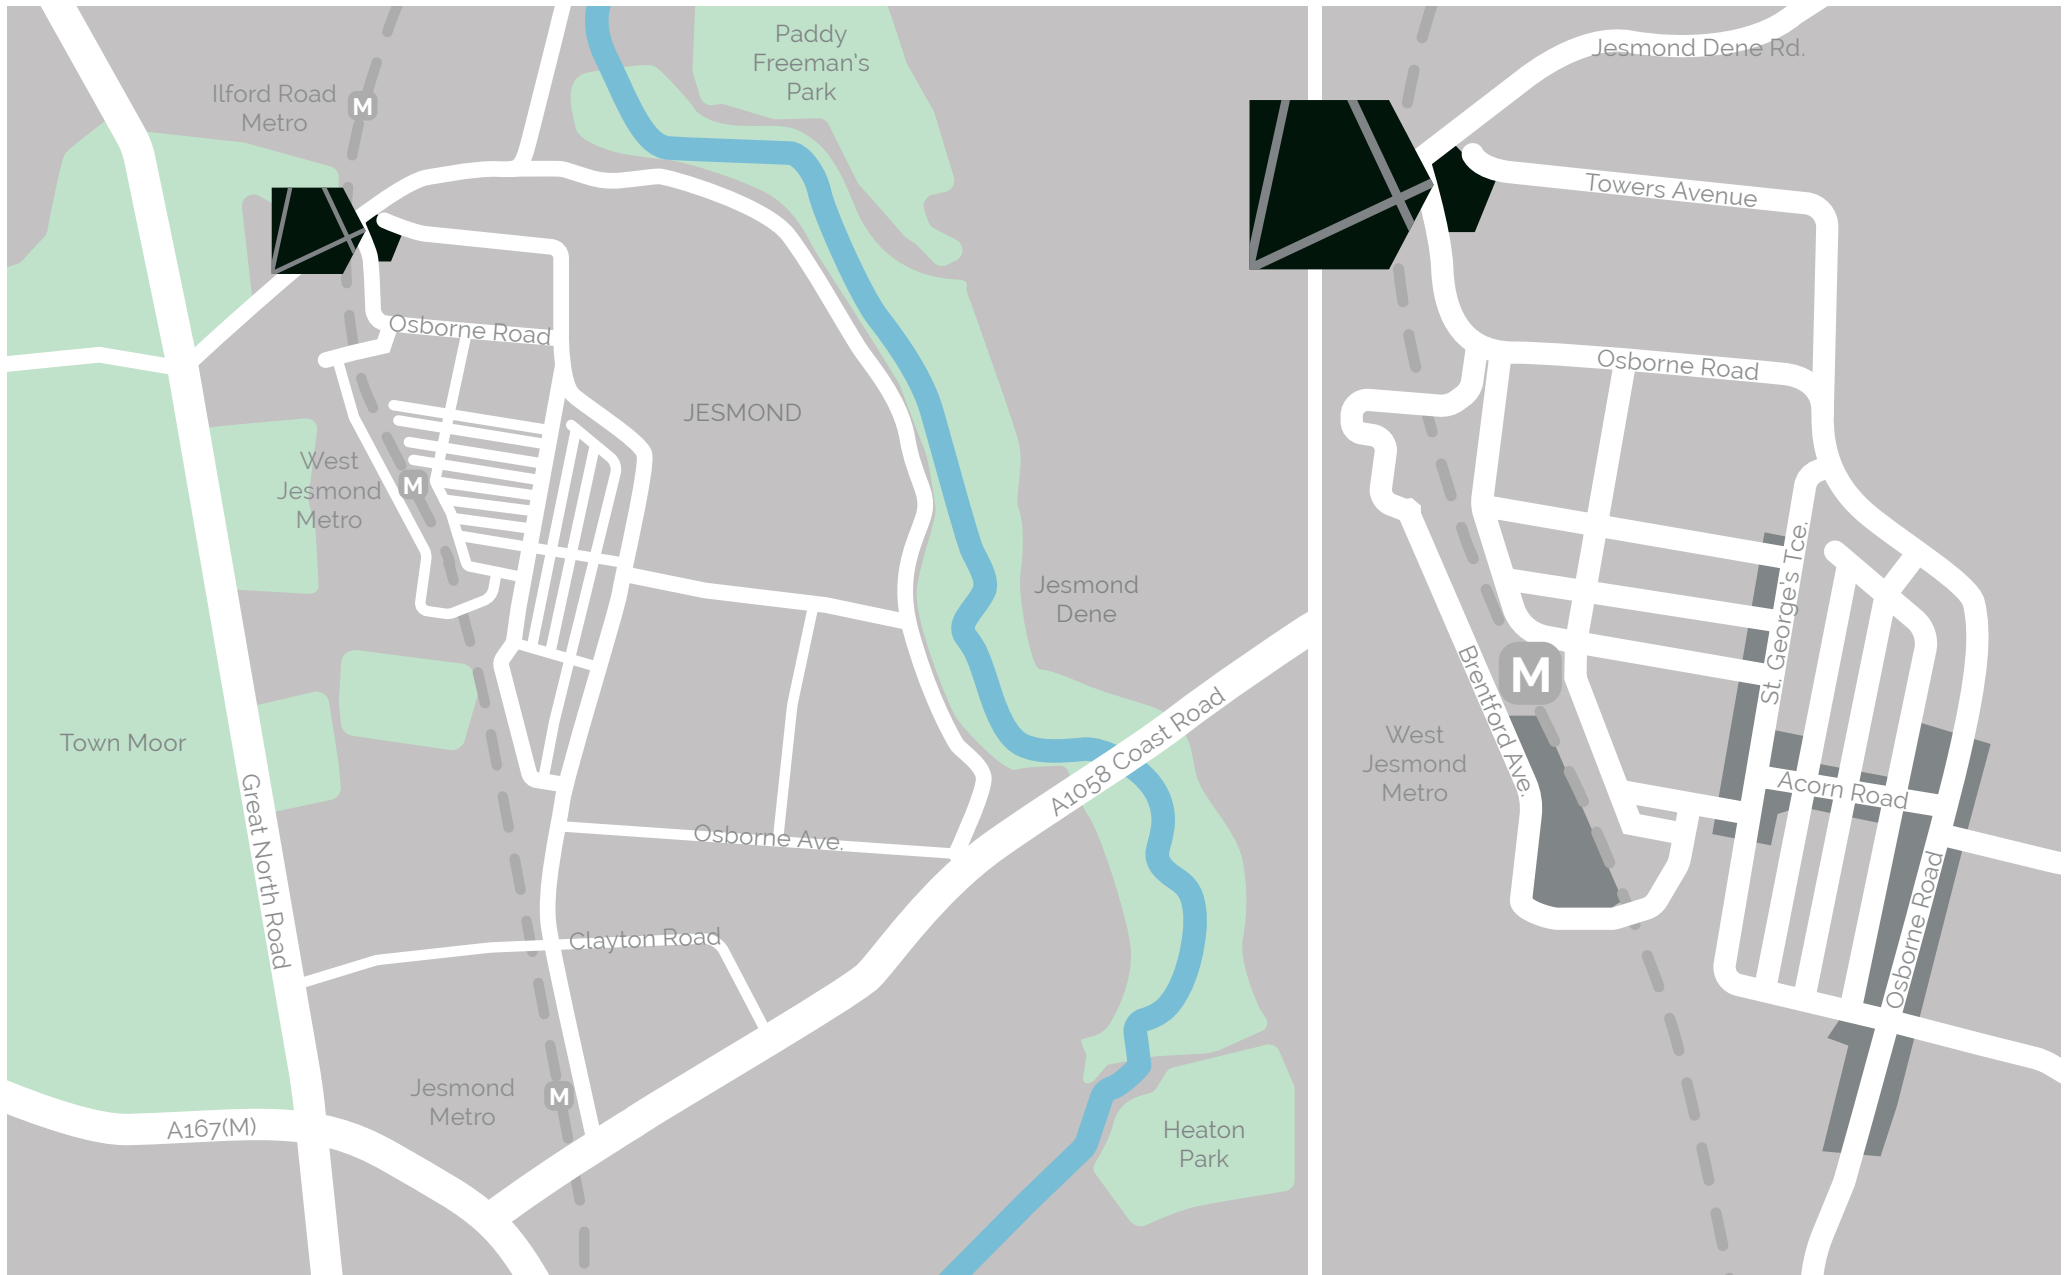 Paddy
Freeman's
Park
Ilford Road
Metro
M
Osborne Road
JESMOND
West
Jesmond
Metro
M
Jesmond
Dene
Town Moor
Great North Road
A1058 Coast Road
Osborne Ave.
Clayton Road
Jesmond
Metro
M
A167(M)
Heaton
Park
Jesmond Dene Rd.
Towers Avenue
Osborne Road
St. George's Tce.
M
Brentford Ave.
West
Jesmond
Metro
Acorn Road
Osborne Road